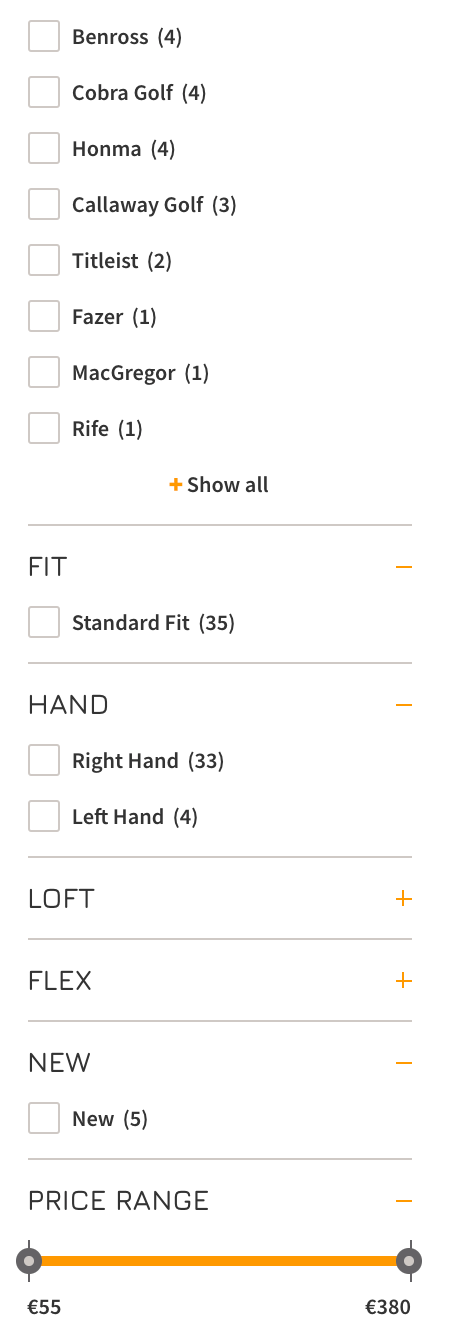 Benross (4)
Cobra Golf (4)
Honma (4)
Callaway Golf (3)
Titleist (2)
Fazer (1)
MacGregor (1)
Rife (1)
+ Show all
FIT
Standard Fit (35)
HAND
Right Hand (33)
Left Hand (4)
LOFT
FLEX
NEW
New (5)
PRICE RANGE
€55 €380